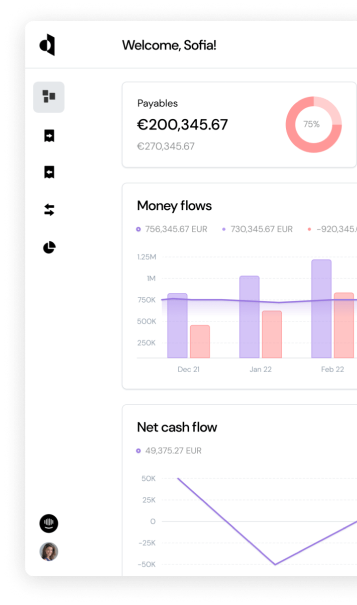 Welcome, Sofia!
Payables
€200,345.67
€270,345.67
75%
Money flows
756,345.67 EUR
730,345.67 EUR
-920,345.
1.25M
1M
750K
500K
250K
Dec 21
Jan 22
Feb 22
Net cash flow
49,375.27 EUR
50K
25K
0
-25K
-50K